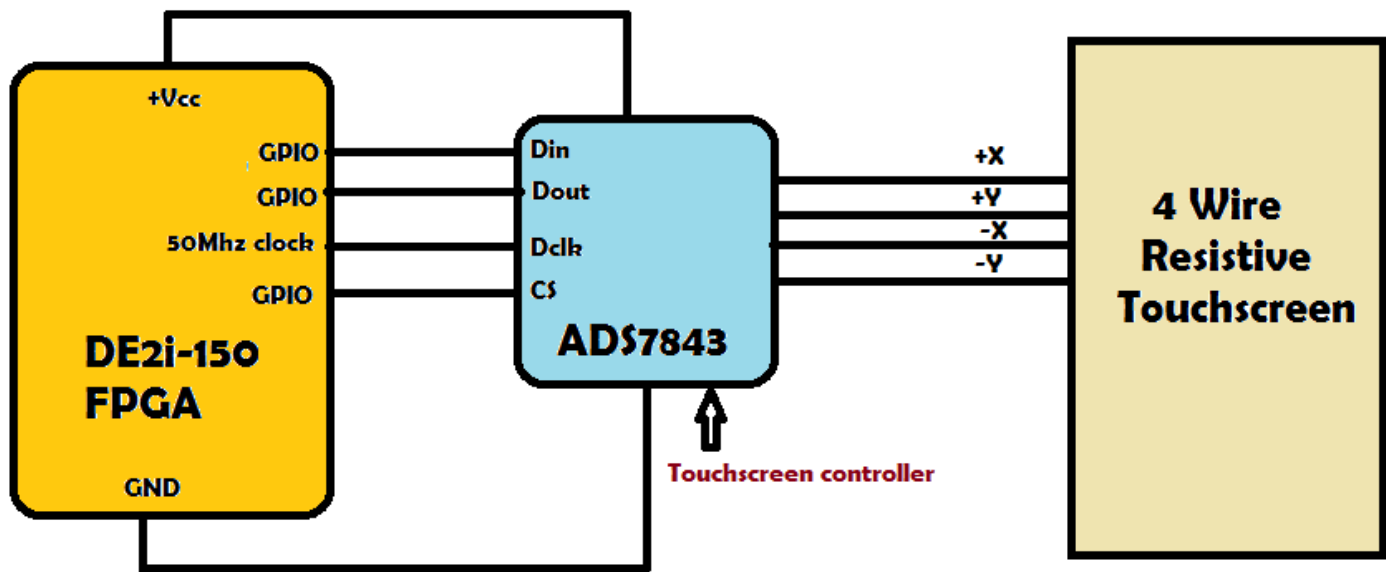 +Vcc
GPIO
GPIO
50Mhz clock
GPIO
DE2i-150
FPGA
GND
Din
Dout
Dclk
CS
ADS7843
Touchscreen controller
+X
+Y
-X
-Y
4 Wire
Resistive
Touchscreen